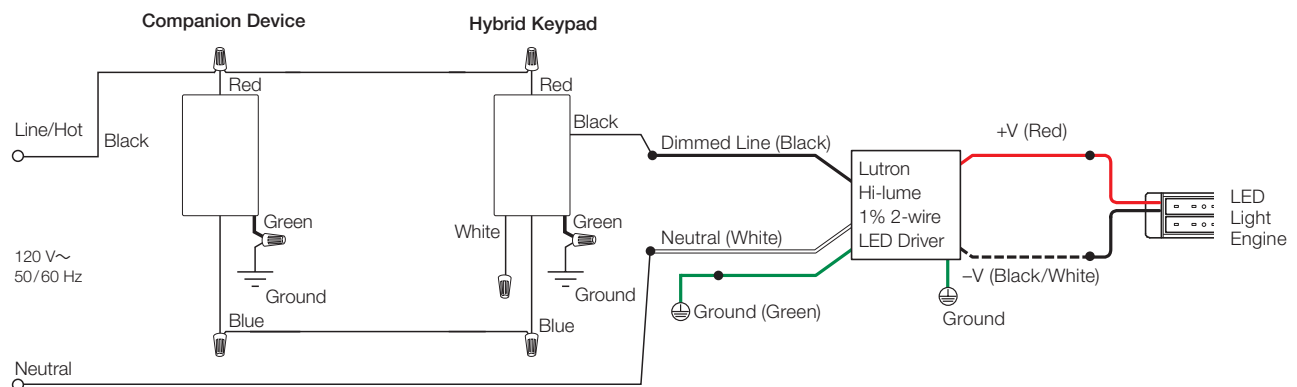 Companion Device
Hybrid Keypad
Red
Red
Line/Hot
Black
Black
Dimmed Line (Black)
+V (Red)
Lutron
Hi-lume
1% 2-wire
LED Driver
LED
Light
Engine
Green
White
Green
Neutral (White)
120 V~
50/60 Hz
Ground
Ground
–V (Black/White)
Ground (Green)
Ground
Blue
Blue
Neutral